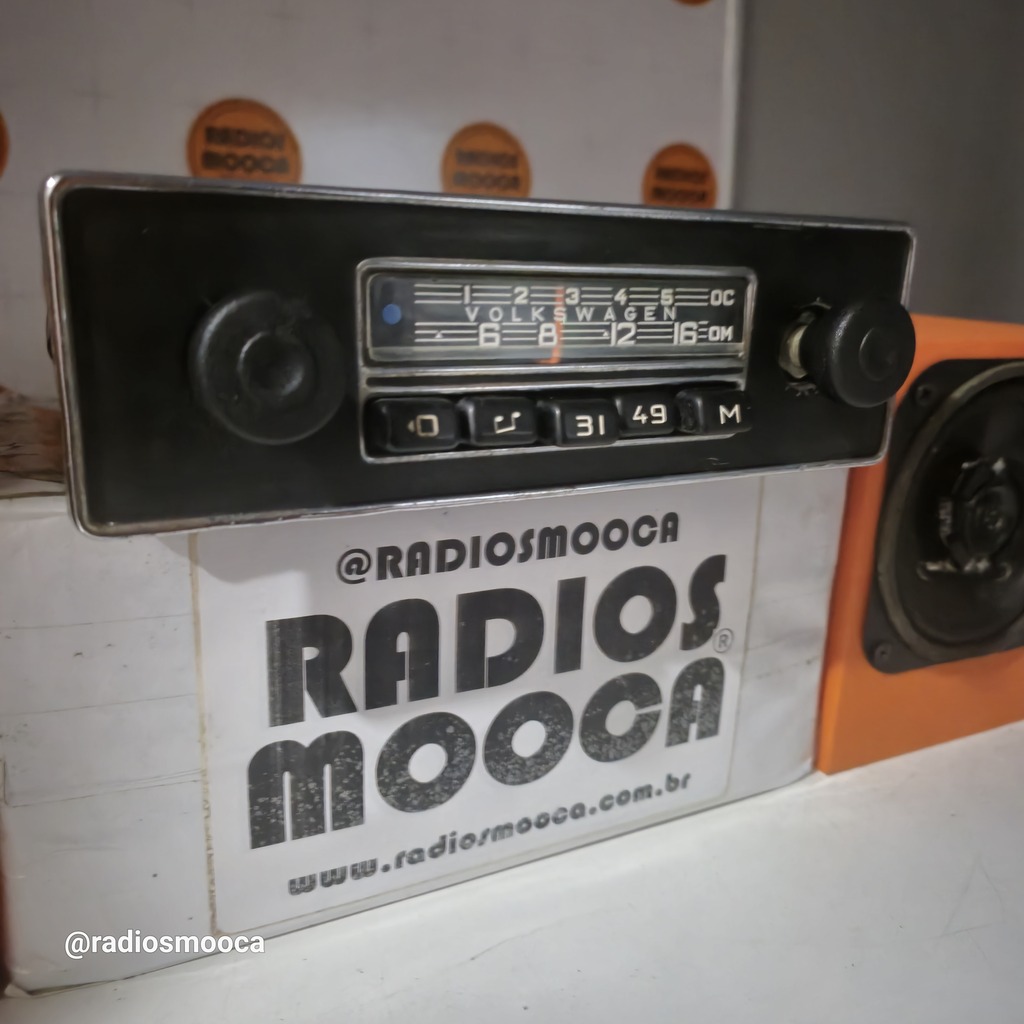 RADIOS
MOOCA
RADIOS
MOOCA
RADIOS
MOOCA
1 2 3 4 5 OC
VOLKSWAGEN
6 8 12 16 OM
31 49 M
@RADIOSMOOCA
RADIOS
MOOCA®
www.radiosmooca.com.br
@radiosmooca